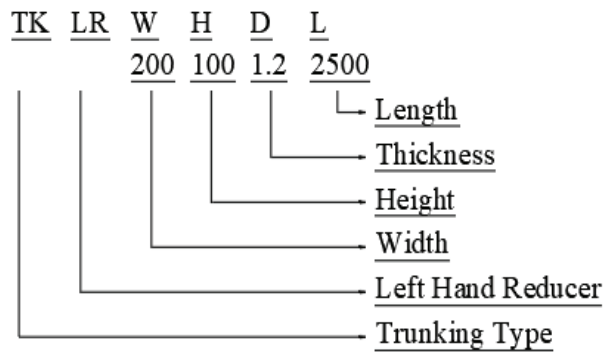 TK LR W H D L
200 100 1.2 2500
Length
Thickness
Height
Width
Left Hand Reducer
Trunking Type